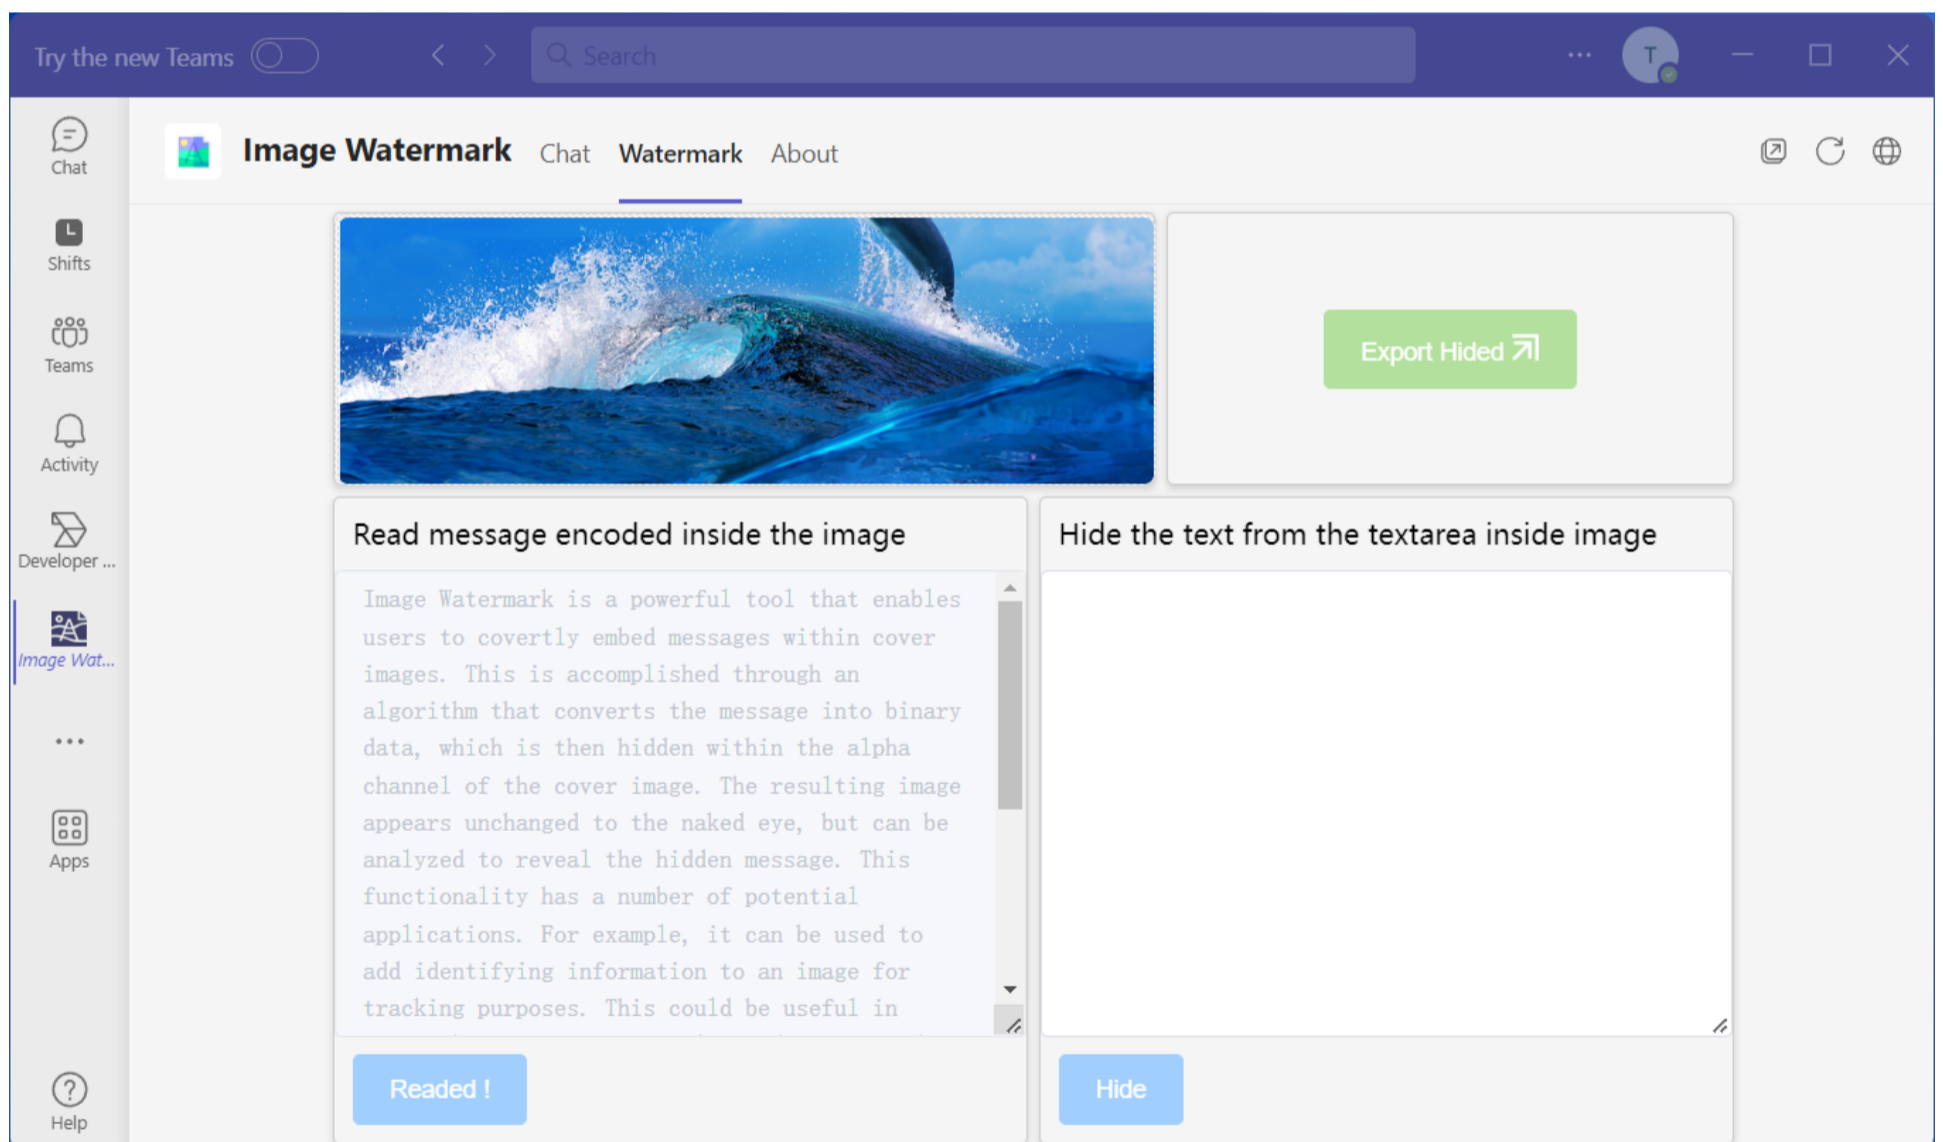 Try the new Teams
Search
T
Image Watermark Chat Watermark About
Chat
Shifts
Teams
Activity
Developer ...
Image Wat...
Apps
Help
Export Hided
Read message encoded inside the image
Image Watermark is a powerful tool that enables
users to covertly embed messages within cover
images. This is accomplished through an
algorithm that converts the message into binary
data, which is then hidden within the alpha
channel of the cover image. The resulting image
appears unchanged to the naked eye, but can be
analyzed to reveal the hidden message. This
functionality has a number of potential
applications. For example, it can be used to
add identifying information to an image for
tracking purposes. This could be useful in
Readed !
Hide the text from the textarea inside image
Hide